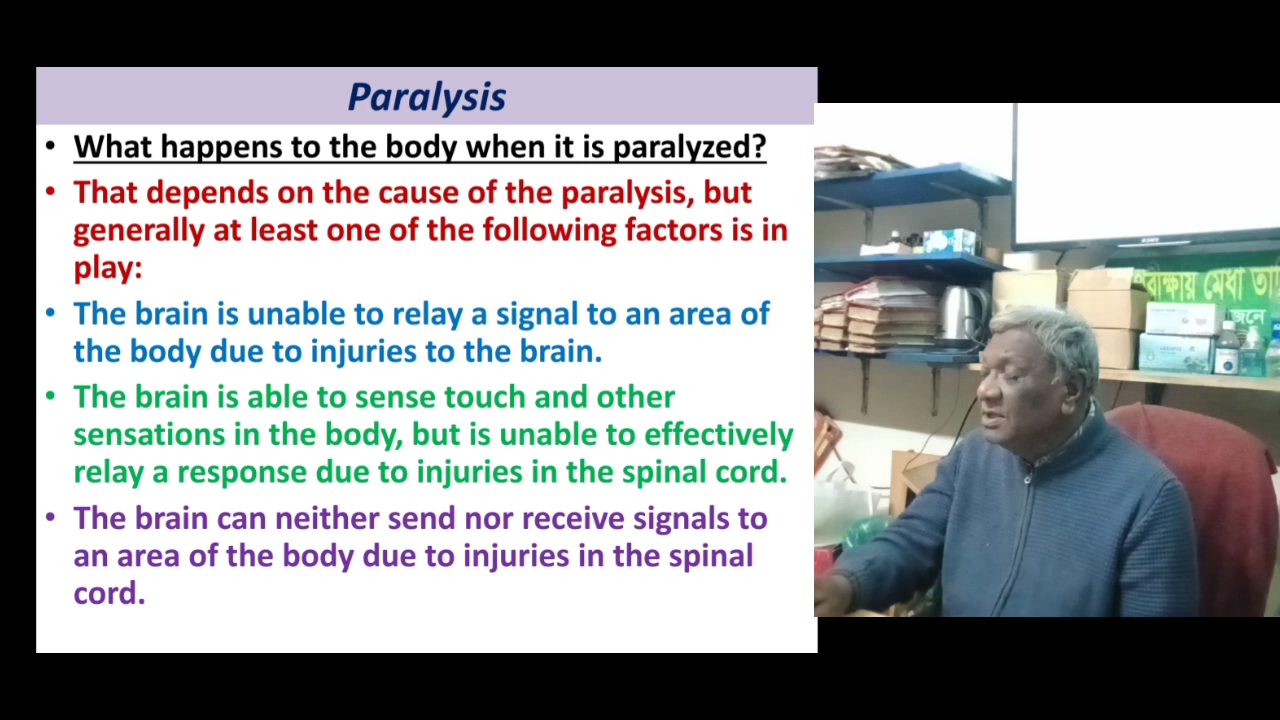 Paralysis
• What happens to the body when it is paralyzed?
• That depends on the cause of the paralysis, but
generally at least one of the following factors is in
play:
• The brain is unable to relay a signal to an area of
the body due to injuries to the brain.
• The brain is able to sense touch and other
sensations in the body, but is unable to effectively
relay a response due to injuries in the spinal cord.
• The brain can neither send nor receive signals to
an area of the body due to injuries in the spinal
cord.
SONY
মেধা
জনে